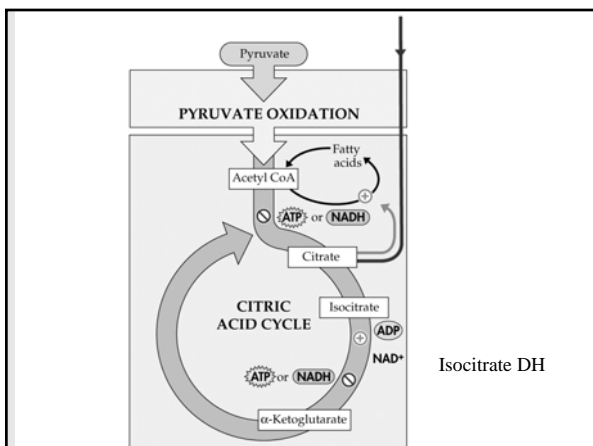 Pyruvate
PYRUVATE OXIDATION
Fatty
acids
Acetyl CoA
ATP or NADH
Citrate
CITRIC
ACID CYCLE
Isocitrate
ADP
NAD+
Isocitrate DH
ATP or NADH
α-Ketoglutarate